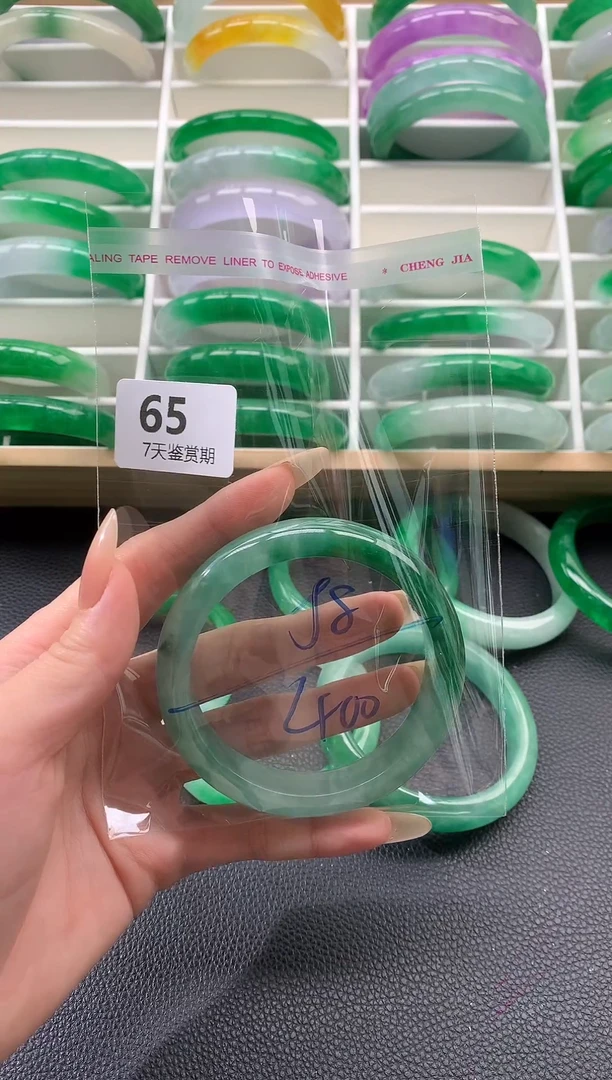 ALING TAPE REMOVE LINER TO EXPOSE ADHESIVE * CHENG JIA
65
7天鉴赏期
58
400